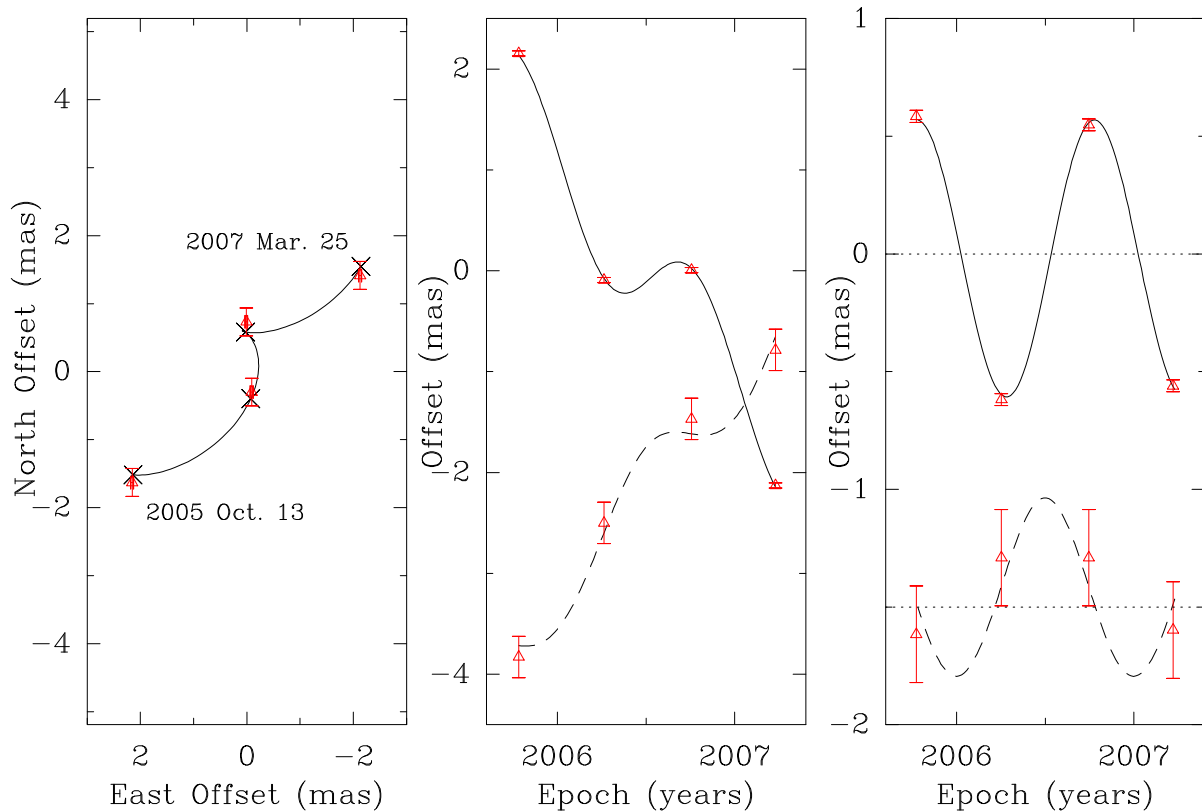 North Offset (mas)
4
2
0
−2
−4
2007 Mar. 25
2005 Oct. 13
2
0
−2
East Offset (mas)
Offset (mas)
2
0
−2
−4
2006
2007
Epoch (years)
Offset (mas)
1
0
−1
−2
2006
2007
Epoch (years)